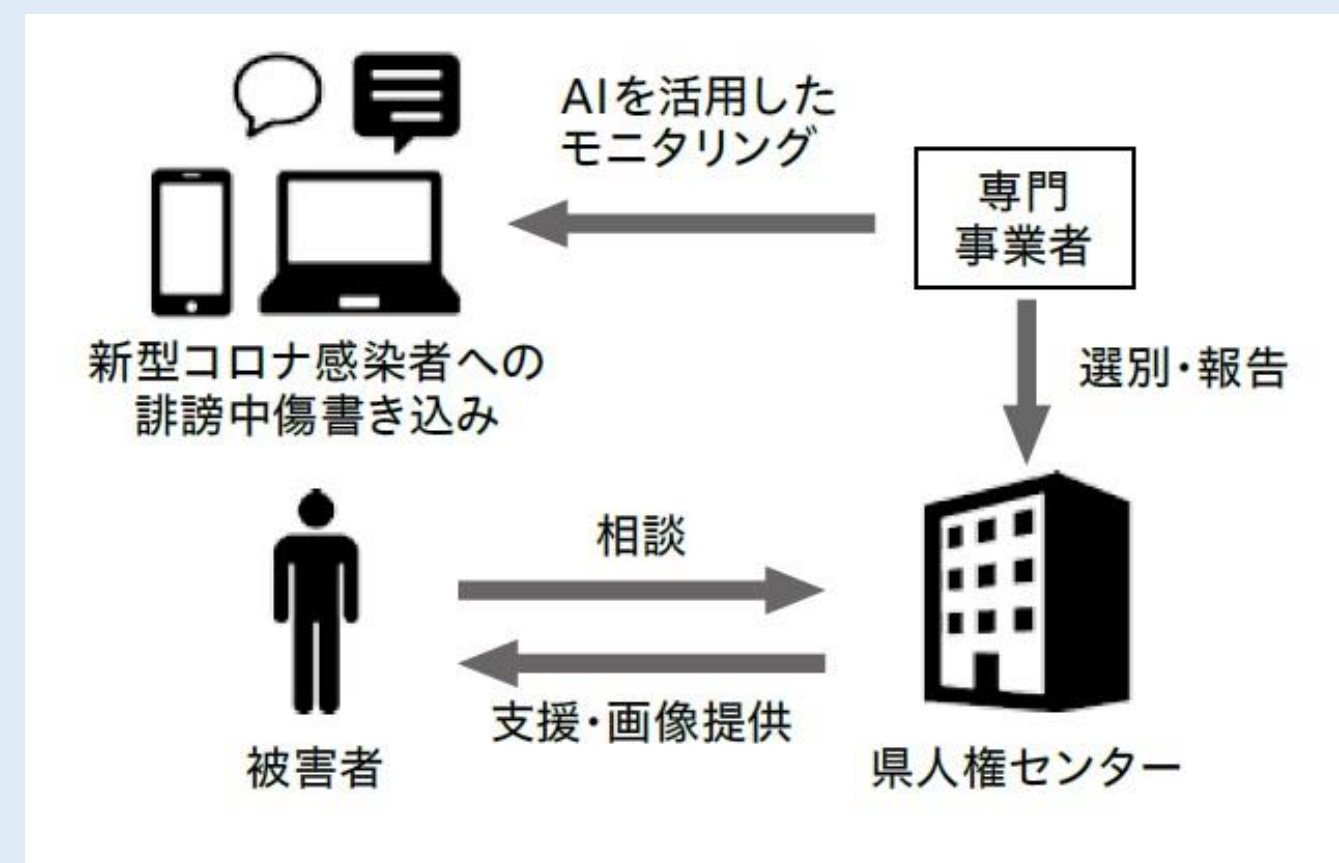 AIを活用した
モニタリング
専門
事業者
新型コロナ感染者への
誹謗中傷書き込み
選別・報告
相談
支援・画像提供
被害者
県人権センター